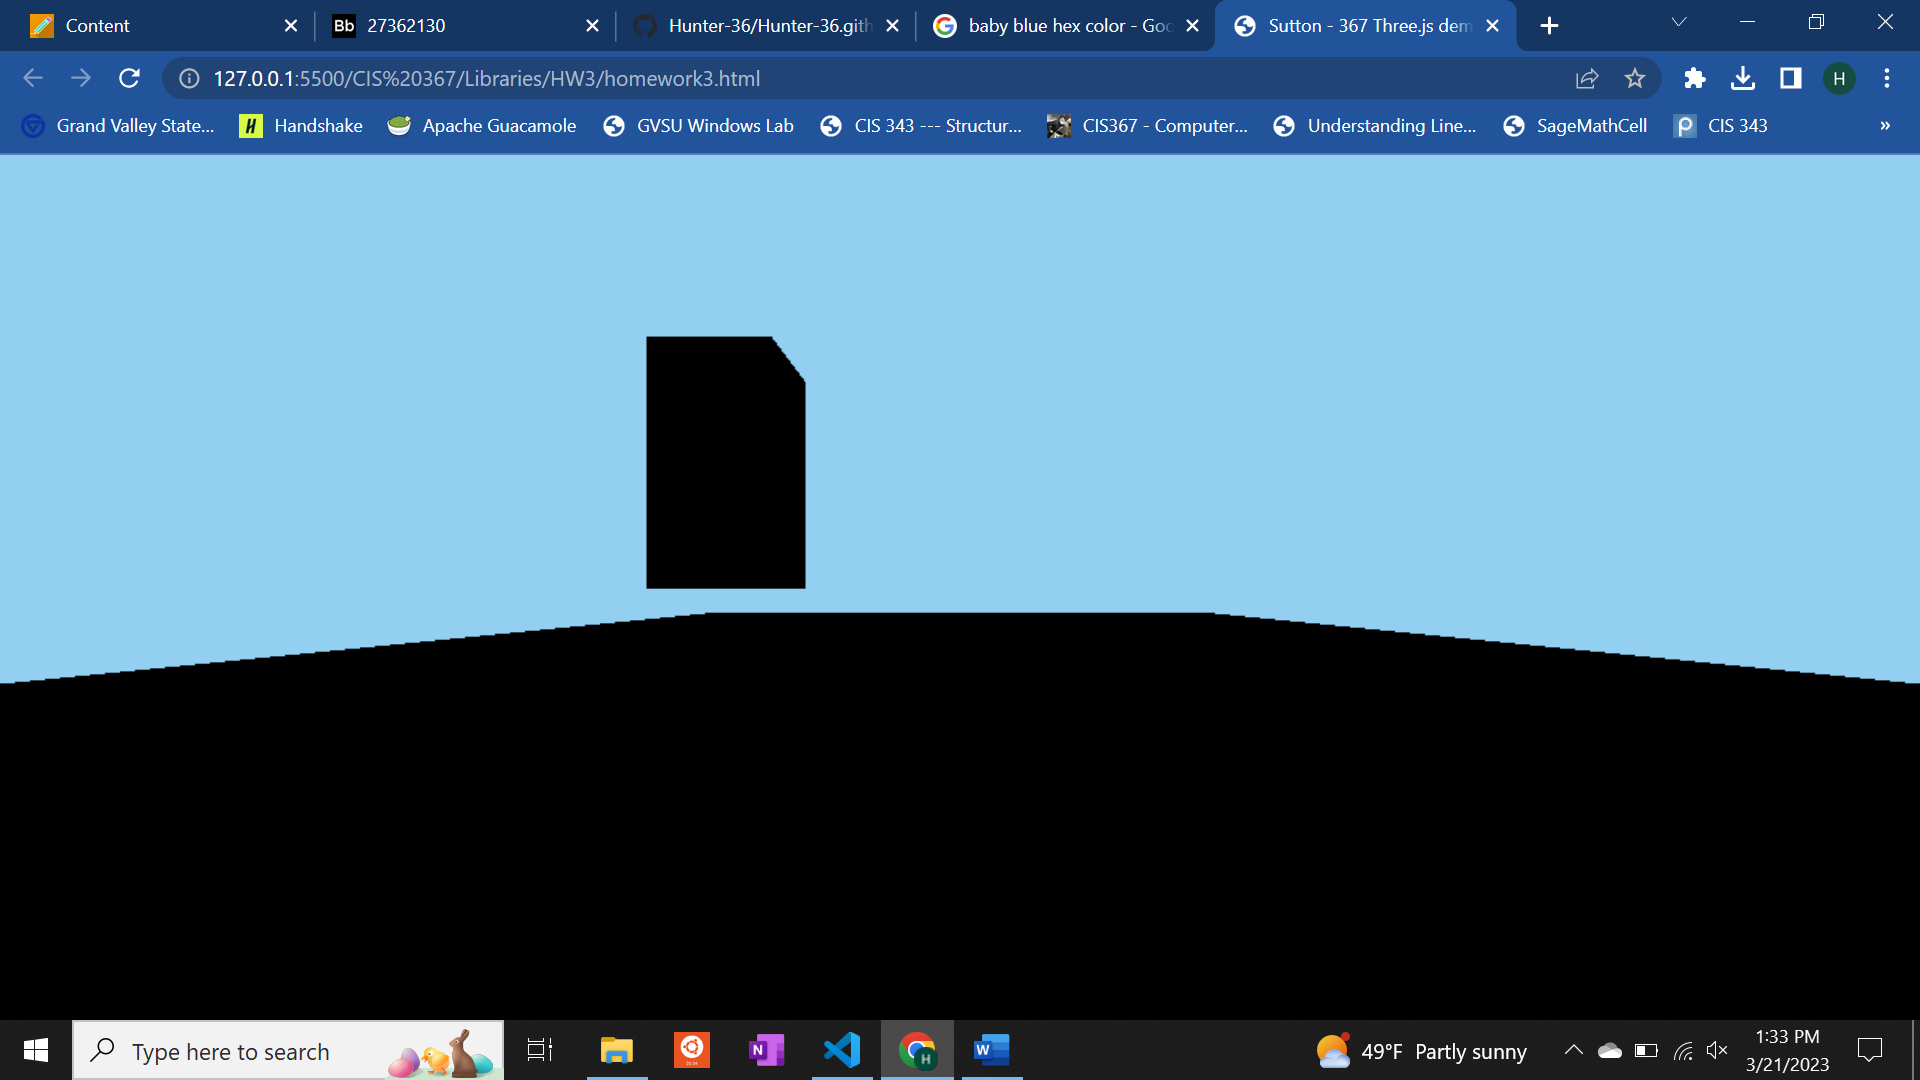 Content
Bb 27362130
Hunter-36/Hunter-36.gith
baby blue hex color - Goo
Sutton - 367 Three.js dem
127.0.0.1:5500/CIS%20367/Libraries/HW3/homework3.html
H
Grand Valley State...
H Handshake
Apache Guacamole
GVSU Windows Lab
CIS 343 --- Structur...
CIS367 - Computer...
Understanding Line...
SageMathCell
CIS 343
»
Type here to search
N
H
W
49°F Partly sunny
1:33 PM
3/21/2023